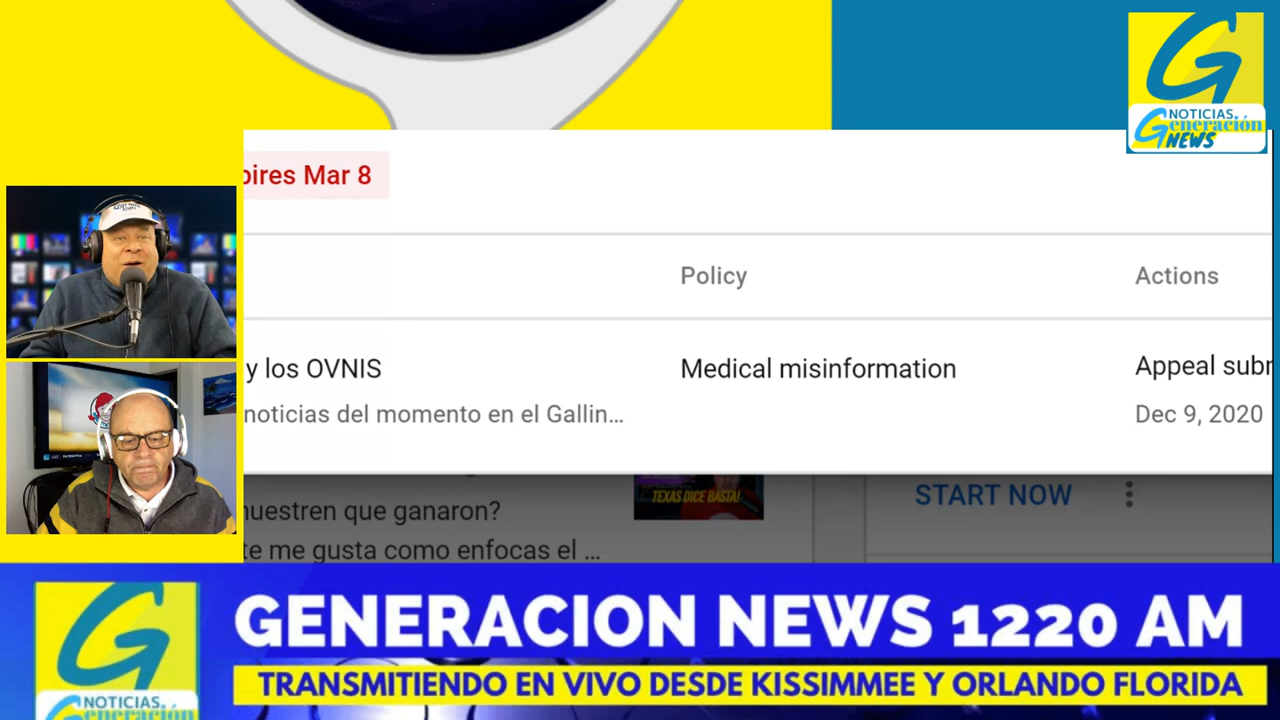 NOTICIAS
Generación
NEWS
pires Mar 8
Policy
Actions
y los OVNIS
Medical misinformation
Appeal subr
noticias del momento en el Gallin...
Dec 9, 2020
TEXAS DICE BASTA!
START NOW
uestren que ganaron?
te me gusta como enfocas el ...
GENERACION NEWS 1220 AM
TRANSMITIENDO EN VIVO DESDE KISSIMMEE Y ORLANDO FLORIDA
NOTICIAS
Generación